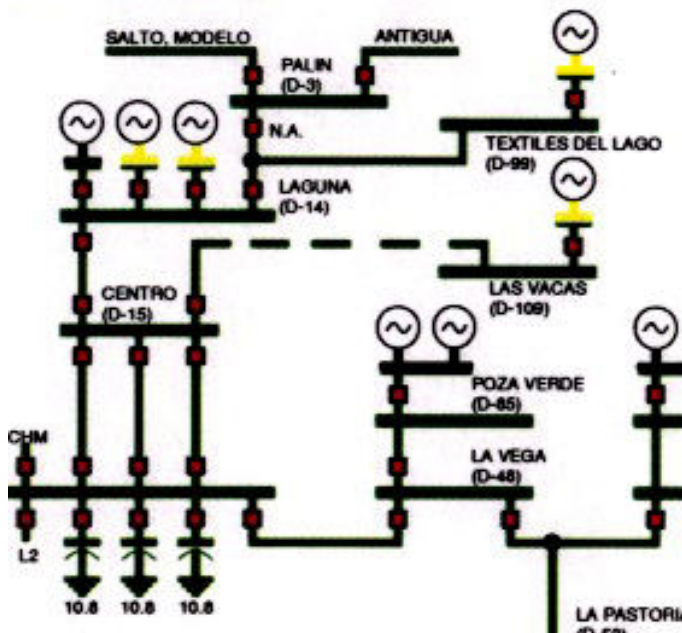 SALTO, MODELO
ANTIGUA
PALIN
(D-3)
N.A.
TEXTILES DEL LAGO
(D-99)
LAGUNA
(D-14)
CENTRO
(D-15)
LAS VACAS
(D-109)
POZA VERDE
(D-85)
CHM
LA VEGA
(D-48)
L2
10.8
10.8
10.8
LA PASTORIA